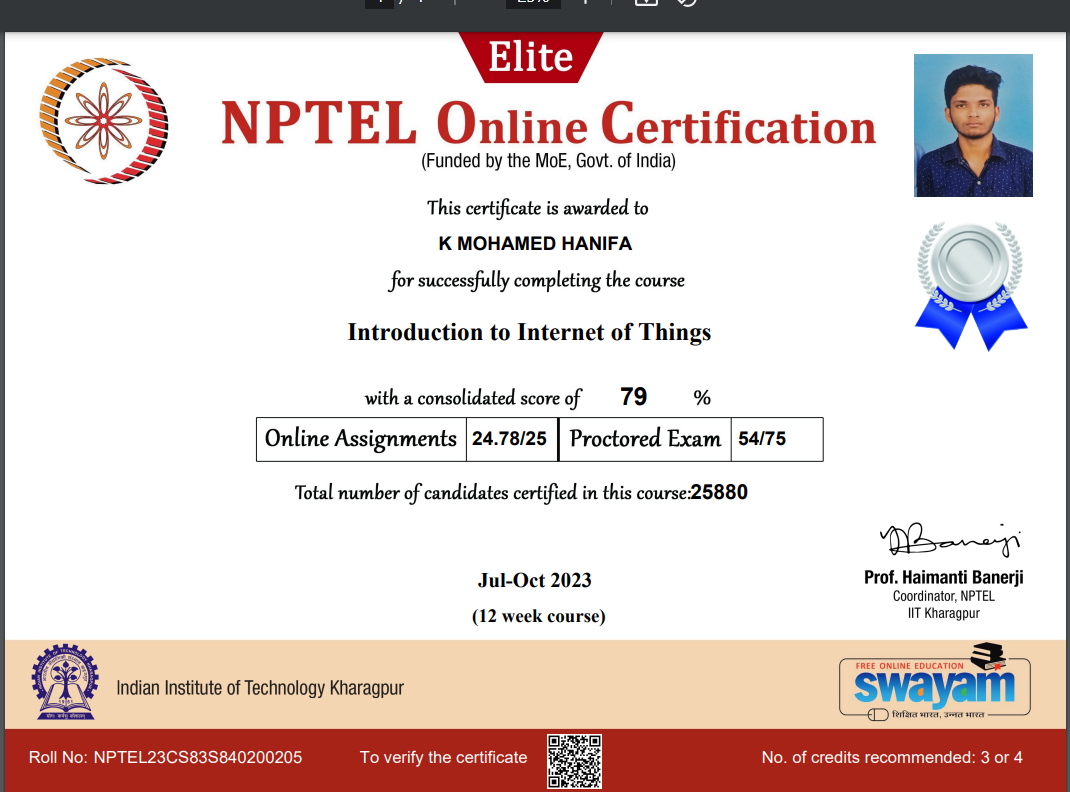 Elite
NPTEL Online Certification
(Funded by the MoE, Govt. of India)
This certificate is awarded to
K MOHAMED HANIFA
for successfully completing the course
Introduction to Internet of Things
with a consolidated score of 79 %
Online Assignments 24.78/25 Proctored Exam 54/75
Total number of candidates certified in this course:25880
Prof. Haimanti Banerji
Coordinator, NPTEL
IIT Kharagpur
Jul-Oct 2023
(12 week course)
Indian Institute of Technology Kharagpur
FREE ONLINE EDUCATION
swayam
शिक्षित भारत, उन्नत भारत
Roll No: NPTEL23CS83S840200205 To verify the certificate No. of credits recommended: 3 or 4